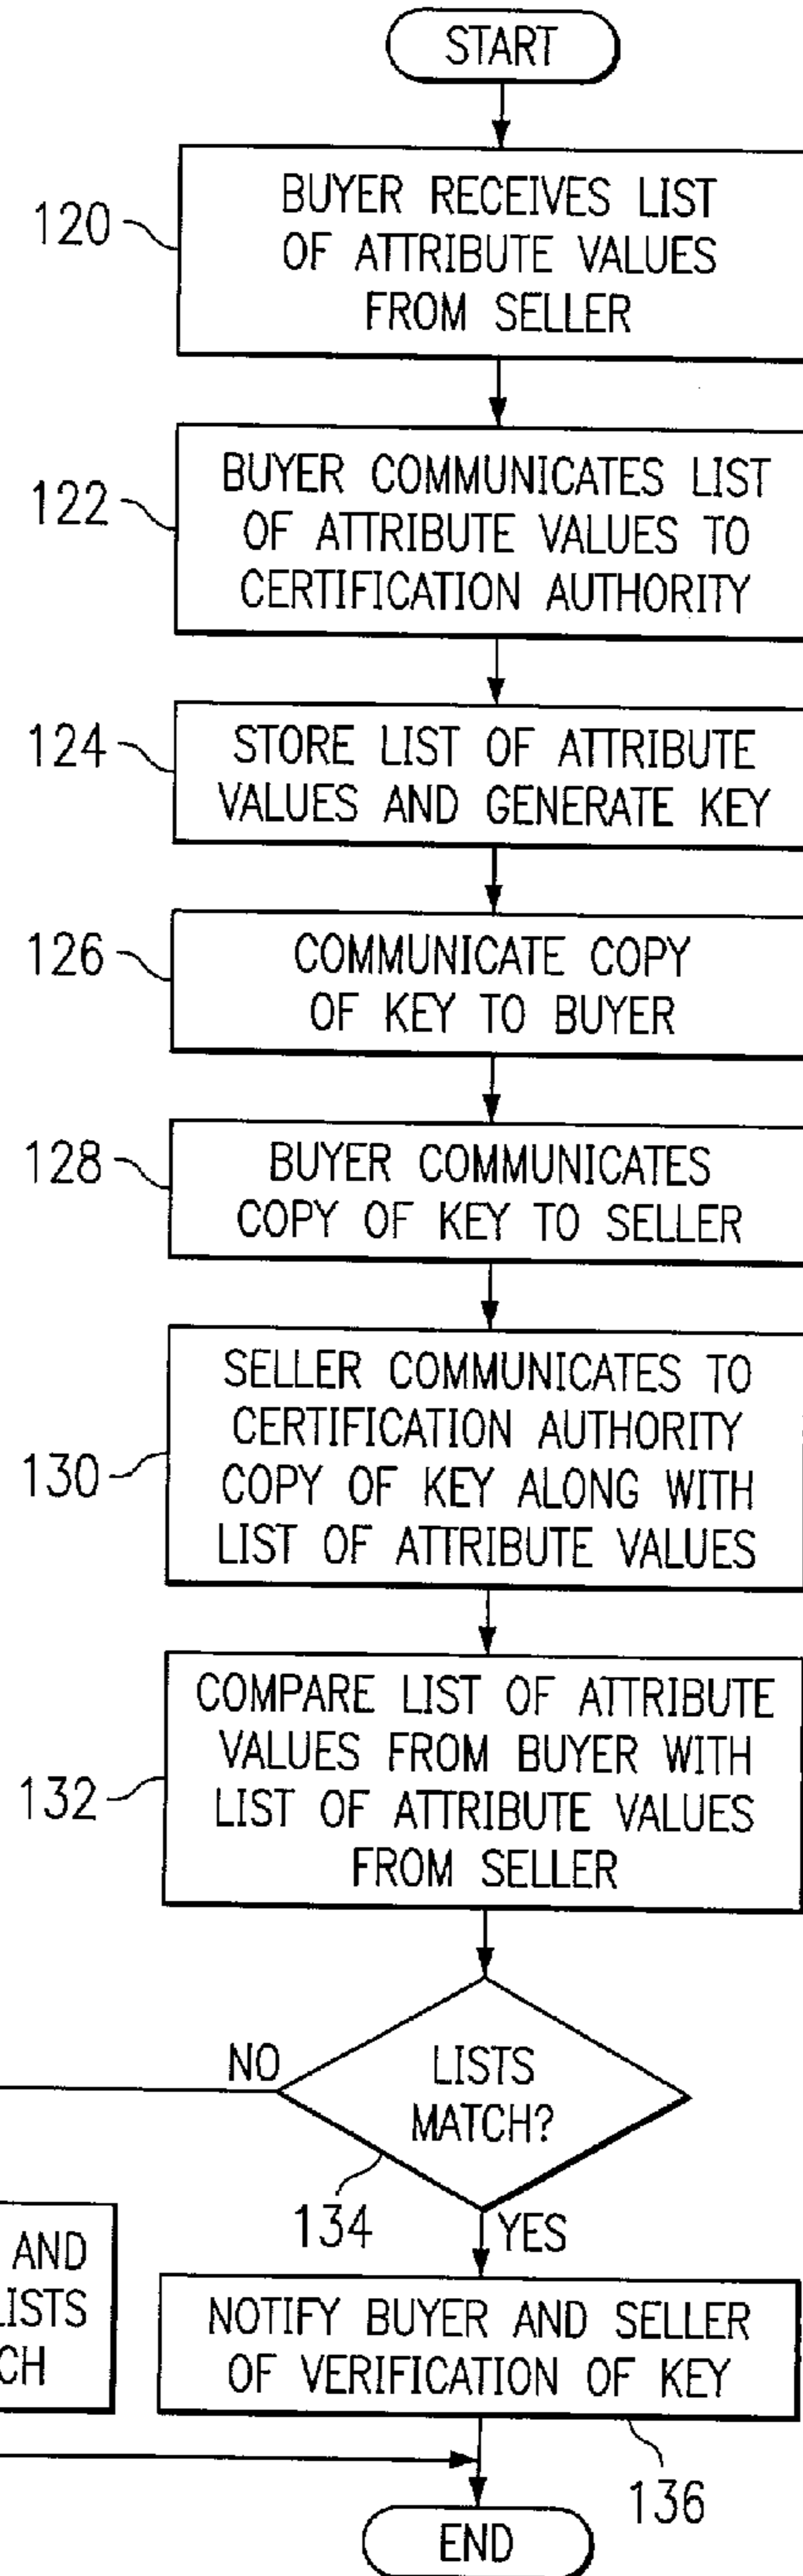 START
120
BUYER RECEIVES LIST
OF ATTRIBUTE VALUES
FROM SELLER
122
BUYER COMMUNICATES LIST
OF ATTRIBUTE VALUES TO
CERTIFICATION AUTHORITY
124
STORE LIST OF ATTRIBUTE
VALUES AND GENERATE KEY
126
COMMUNICATE COPY
OF KEY TO BUYER
128
BUYER COMMUNICATES
COPY OF KEY TO SELLER
130
SELLER COMMUNICATES TO
CERTIFICATION AUTHORITY
COPY OF KEY ALONG WITH
LIST OF ATTRIBUTE VALUES
132
COMPARE LIST OF ATTRIBUTE
VALUES FROM BUYER WITH
LIST OF ATTRIBUTE VALUES
FROM SELLER
NO
LISTS
MATCH?
134
YES
AND
LISTS
CH
NOTIFY BUYER AND SELLER
OF VERIFICATION OF KEY
136
END